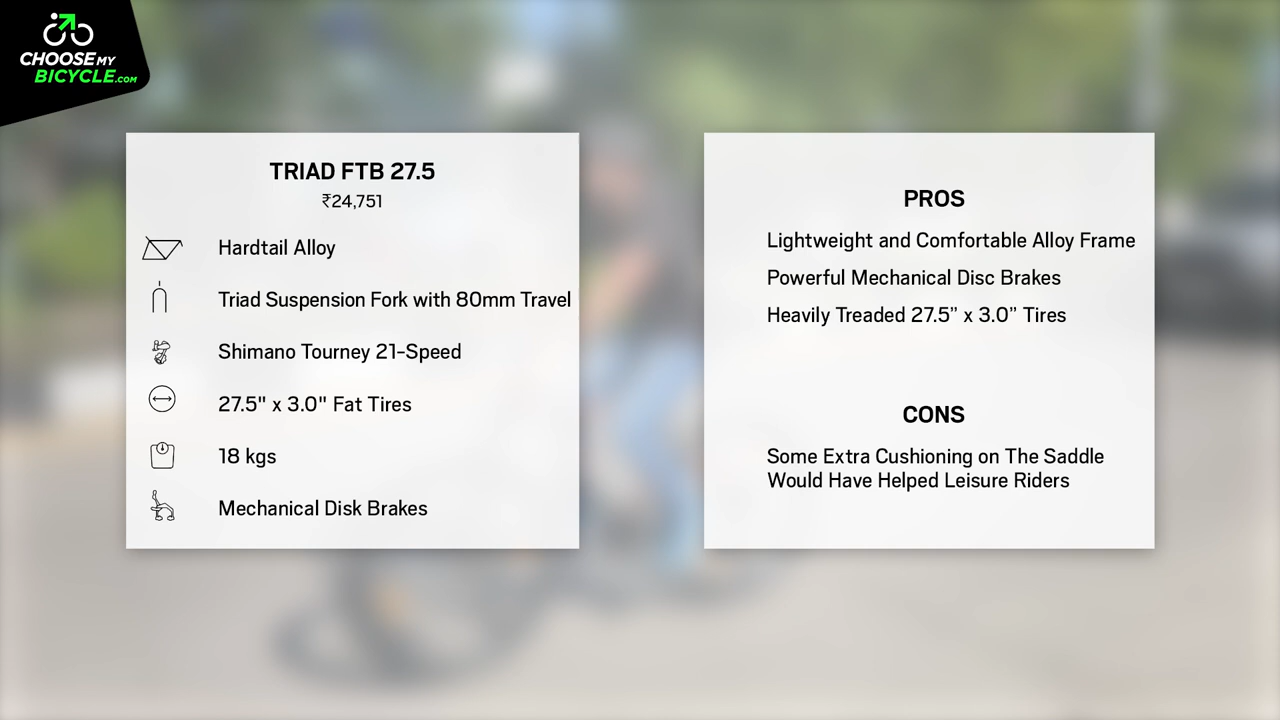 CHOOSE MY
BICYCLE.COM
TRIAD FTB 27.5
₹24,751
Hardtail Alloy
Triad Suspension Fork with 80mm Travel
Shimano Tourney 21-Speed
27.5" x 3.0" Fat Tires
18 kgs
Mechanical Disk Brakes
PROS
Lightweight and Comfortable Alloy Frame
Powerful Mechanical Disc Brakes
Heavily Treaded 27.5” x 3.0” Tires
CONS
Some Extra Cushioning on The Saddle
Would Have Helped Leisure Riders